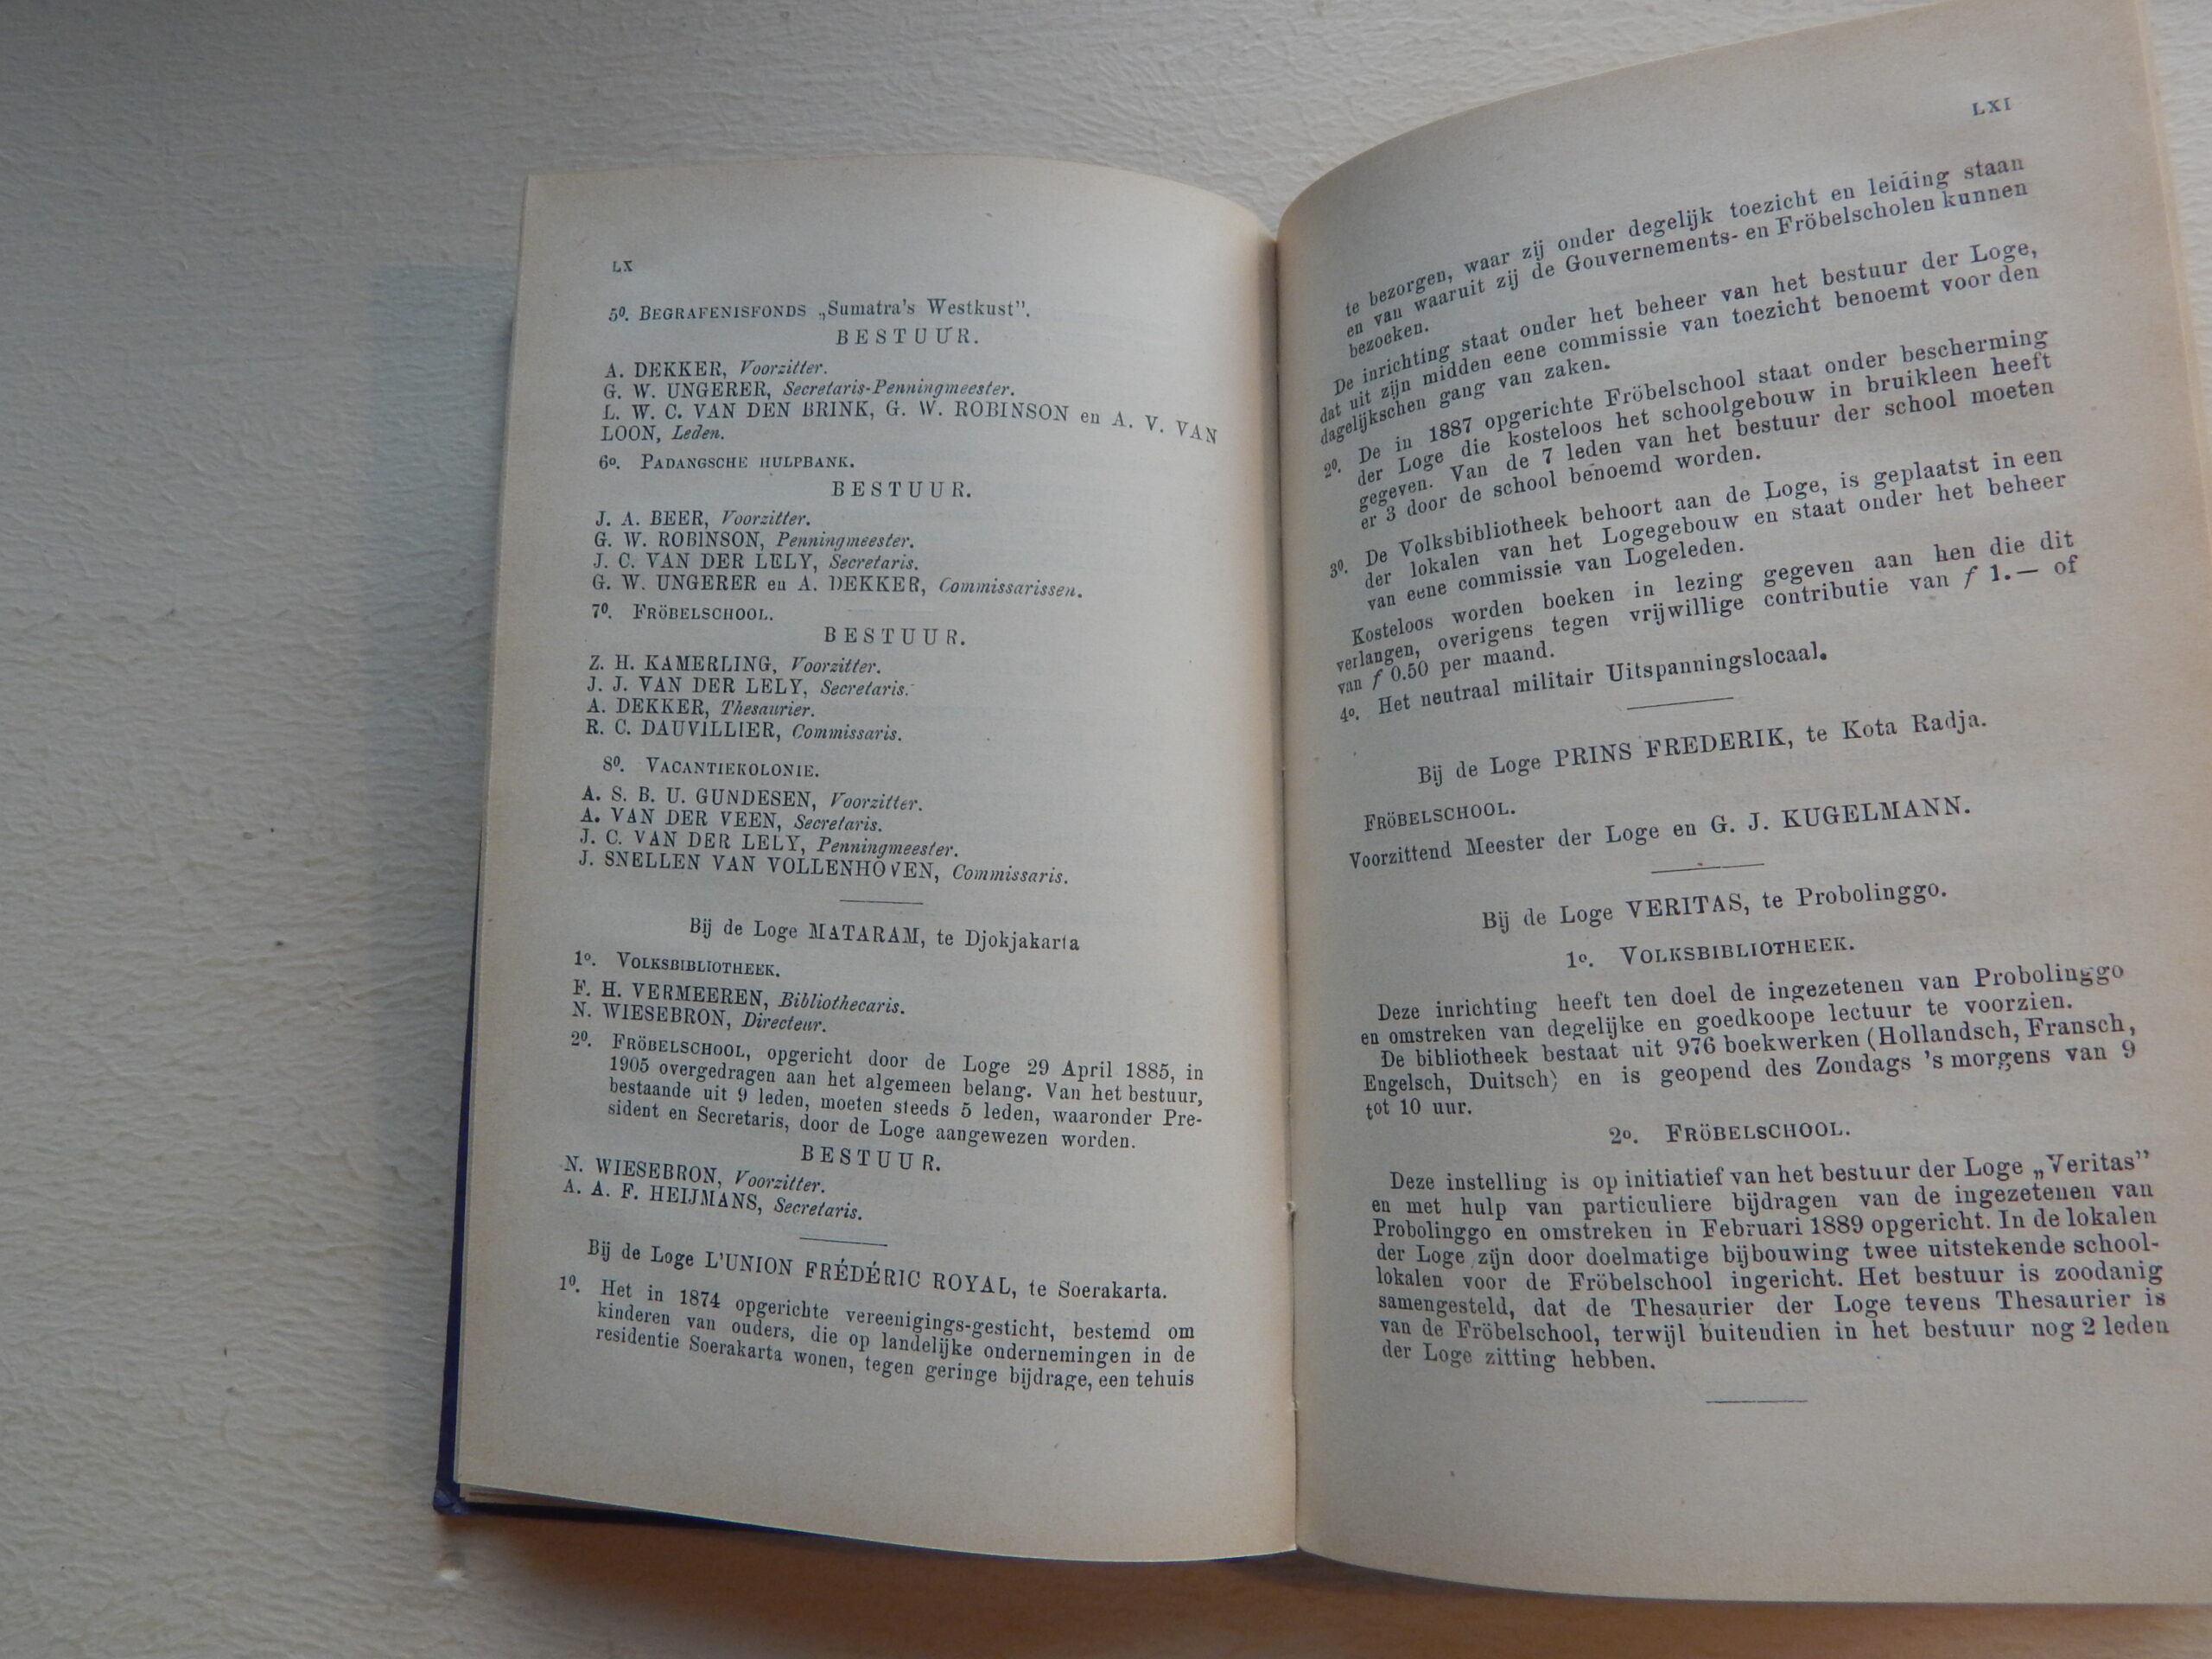 LX
5º. BEGRAFENISFONDS „Sumatra's Westkust".
BESTUUR.
A. DEKKER, Voorzitter.
G. W. UNGERER, Secretaris-Penningmeester.
L. W. C. VAN DEN BRINK, G. W. ROBINSON en A. V. VAN
LOON, Leden.
6º. PADANGSCHE HULPBANK.
BESTUUR.
J. A. BEER, Voorzitter.
G. W. ROBINSON, Penningmeester.
J. C. VAN DER LELY, Secretaris.
G. W. UNGERER en A. DEKKER, Commissarissen.
7º. FRÖBELSCHOOL.
BESTUUR.
Z. H. KAMERLING, Voorzitter.
J. J. VAN DER LELY, Secretaris.
A. DEKKER, Thesaurier.
R. C. DAUVILLIER, Commissaris.
8º. VACANTIEKOLONIE.
A. S. B. U. GUNDESEN, Voorzitter.
A. VAN DER VEEN, Secretaris.
J. C. VAN DER LELY, Penningmeester.
J. SNELLEN VAN VOLLENHOVEN, Commissaris.
Bij de Loge MATARAM, te Djokjakarta
1º. VOLKSBIBLIOTHEEK.
F. H. VERMEEREN, Bibliothecaris.
N. WIESEBRON, Directeur.
2º. FRÖBELSCHOOL, opgericht door de Loge 29 April 1885, in
1905 overgedragen aan het algemeen belang. Van het bestuur,
bestaande uit 9 leden, moeten steeds 5 leden, waaronder Pre-
sident en Secretaris, door de Loge aangewezen worden.
BESTUUR.
N. WIESEBRON, Voorzitter.
A. A. F. HEIJMANS, Secretaris.
Bij de Loge L'UNION FRÉDÉRIC ROYAL, te Soerakarta.
1º. Het in 1874 opgerichte vereenigings-gesticht, bestemd om
kinderen van ouders, die op landelijke ondernemingen in de
residentie Soerakarta wonen, tegen geringe bijdrage, een tehuis
LXI
te bezorgen, waar zij onder degelijk toezicht en leiding staan
en van waaruit zij de Gouvernements- en Fröbelscholen kunnen
bezoeken.
De inrichting staat onder het beheer van het bestuur der Loge,
dat uit zijn midden eene commissie van toezicht benoemt voor den
dagelijkschen gang van zaken.
2º. De in 1887 opgerichte Fröbelschool staat onder bescherming
der Loge die kosteloos het schoolgebouw in bruikleen heeft
gegeven. Van de 7 leden van het bestuur der school moeten
er 3 door de school benoemd worden.
3º. De Volksbibliotheek behoort aan de Loge, is geplaatst in een
der lokalen van het Logegebouw en staat onder het beheer
van eene commissie van Logeleden.
Kosteloos worden boeken in lezing gegeven aan hen die dit
verlangen, overigens tegen vrijwillige contributie van f 1.— of
van f 0.50 per maand.
4º. Het neutraal militair Uitspanningslocaal.
Bij de Loge PRINS FREDERIK, te Kota Radja.
FRÖBELSCHOOL.
Voorzittend Meester der Loge en G. J. KUGELMANN.
Bij de Loge VERITAS, te Probolinggo.
1º. VOLKSBIBLIOTHEEK.
Deze inrichting heeft ten doel de ingezetenen van Probolinggo
en omstreken van degelijke en goedkoope lectuur te voorzien.
De bibliotheek bestaat uit 976 boekwerken (Hollandsch, Fransch,
Engelsch, Duitsch) en is geopend des Zondags 's morgens van 9
tot 10 uur.
2º. FRÖBELSCHOOL.
Deze instelling is op initiatief van het bestuur der Loge „Veritas"
en met hulp van particuliere bijdragen van de ingezetenen van
Probolinggo en omstreken in Februari 1889 opgericht. In de lokalen
der Loge zijn door doelmatige bijbouwing twee uitstekende school-
lokalen voor de Fröbelschool ingericht. Het bestuur is zoodanig
samengesteld, dat de Thesaurier der Loge tevens Thesaurier is
van de Fröbelschool, terwijl buitendien in het bestuur nog 2 leden
der Loge zitting hebben.